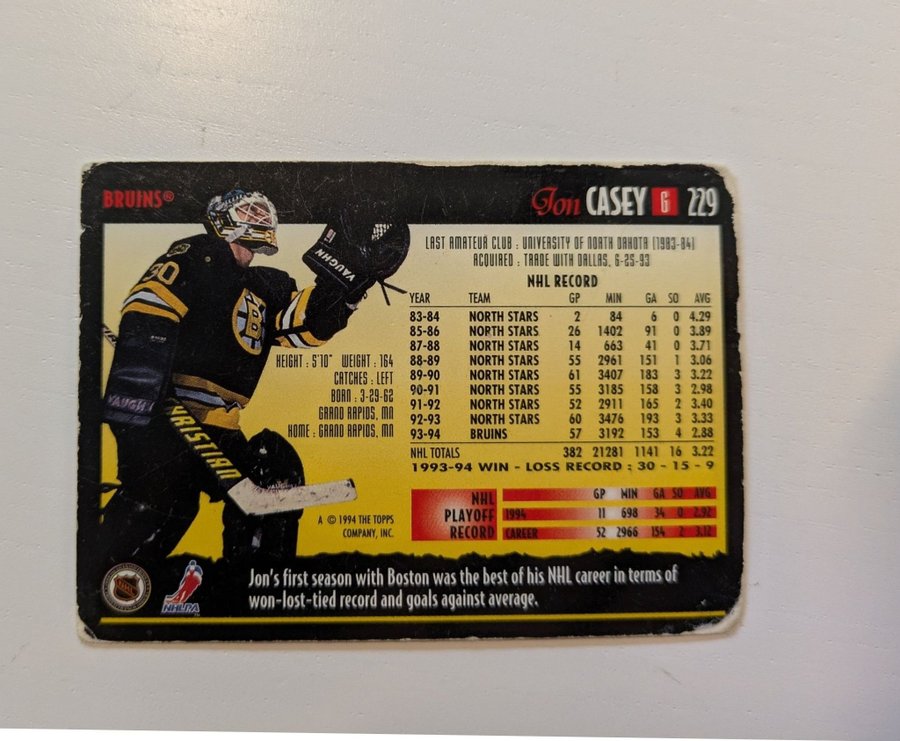 BRUINS® Jon CASEY G 229
LAST AMATEUR CLUB : UNIVERSITY OF NORTH DAKOTA (1983-84)
ACQUIRED : TRADE WITH DALLAS, 6-25-93
NHL RECORD
YEAR TEAM GP MIN GA SO AVG
83-84 NORTH STARS 2 84 6 0 4.29
85-86 NORTH STARS 26 1402 91 0 3.89
87-88 NORTH STARS 14 663 41 0 3.71
88-89 NORTH STARS 55 2961 151 1 3.06
89-90 NORTH STARS 61 3407 183 3 3.22
90-91 NORTH STARS 55 3185 158 3 2.98
91-92 NORTH STARS 52 2911 165 2 3.40
92-93 NORTH STARS 60 3476 193 3 3.33
93-94 BRUINS 57 3192 153 4 2.88
NHL TOTALS 382 21281 1141 16 3.22
1993-94 WIN - LOSS RECORD : 30 - 15 - 9
HEIGHT : 5'10" WEIGHT : 164
CATCHES : LEFT
BORN : 3-29-62
GRAND RAPIDS, MN
HOME : GRAND RAPIDS, MN
NHL
PLAYOFF
RECORD
GP MIN GA SO AVG
1994 11 698 34 0 2.92
CAREER 52 2966 154 2 3.12
A © 1994 THE TOPPS
COMPANY, INC.
Jon's first season with Boston was the best of his NHL career in terms of
won-lost-tied record and goals against average.
30
VAUGHN
B
VAUGHN
CHRISTIAN
NHL
NHLPA